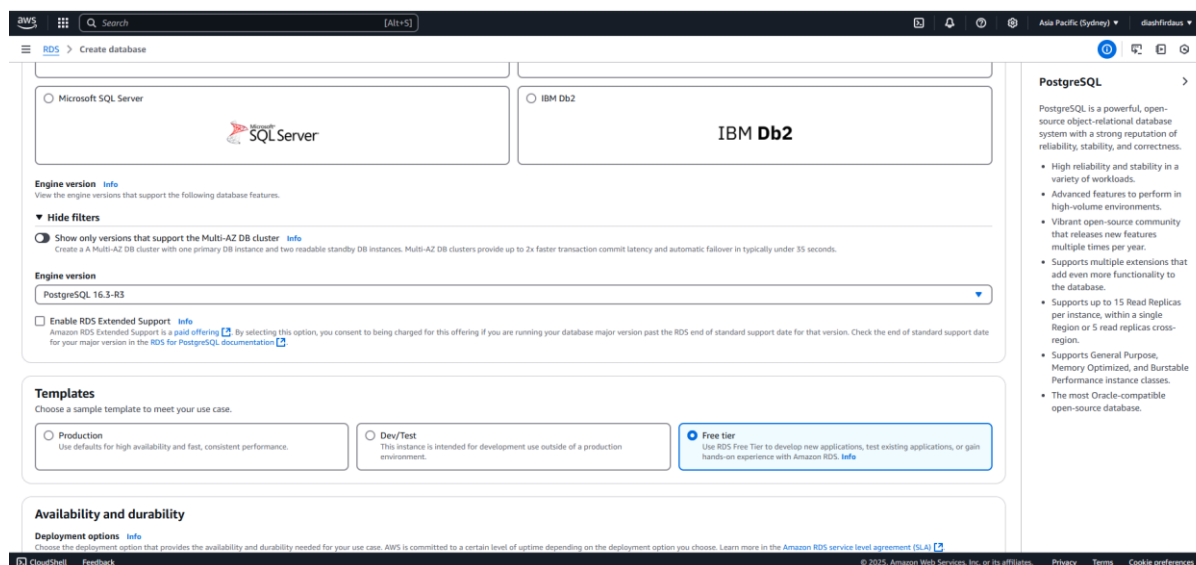 aws
Search [Alt+S]
Asia Pacific (Sydney) ▼ diashfirdaus ▼
RDS > Create database
Microsoft SQL Server
Microsoft SQL Server
IBM Db2
IBM Db2
Engine version Info
View the engine versions that support the following database features.
▼ Hide filters
Show only versions that support the Multi-AZ DB cluster Info
Create a A Multi-AZ DB cluster with one primary DB instance and two readable standby DB instances. Multi-AZ DB clusters provide up to 2x faster transaction commit latency and automatic failover in typically under 35 seconds.
Engine version
PostgreSQL 16.3-R3
Enable RDS Extended Support Info
Amazon RDS Extended Support is a paid offering. By selecting this option, you consent to being charged for this offering if you are running your database major version past the RDS end of standard support date
for your major version in the RDS for PostgreSQL documentation.
Templates
Choose a sample template to meet your use case.
Production
Use defaults for high availability and fast, consistent performance.
Dev/Test
This instance is intended for development use outside of a production
environment.
Free tier
Use RDS Free Tier to develop new applications, test existing applications, or gain
hands-on experience with Amazon RDS. Info
Availability and durability
Deployment options Info
Choose the deployment option that provides the availability and durability needed for your use case. AWS is committed to a certain level of uptime depending on the deployment option you choose. Learn more in the Amazon RDS service level agreement (SLA)
PostgreSQL
PostgreSQL is a powerful, open-
source object-relational database
system with a strong reputation of
reliability, stability, and correctness.
• High reliability and stability in a
variety of workloads.
• Advanced features to perform in
high-volume environments.
• Vibrant open-source community
that releases new features
multiple times per year.
• Supports multiple extensions that
add even more functionality to
the database.
• Supports up to 15 Read Replicas
per instance, within a single
Region or 5 read replicas cross-
region.
• Supports General Purpose,
Memory Optimized, and Burstable
Performance instance classes.
• The most Oracle-compatible
open-source database.
CloudShell Feedback
© 2025, Amazon Web Services, Inc. or its affiliates. Privacy Terms Cookie preferences